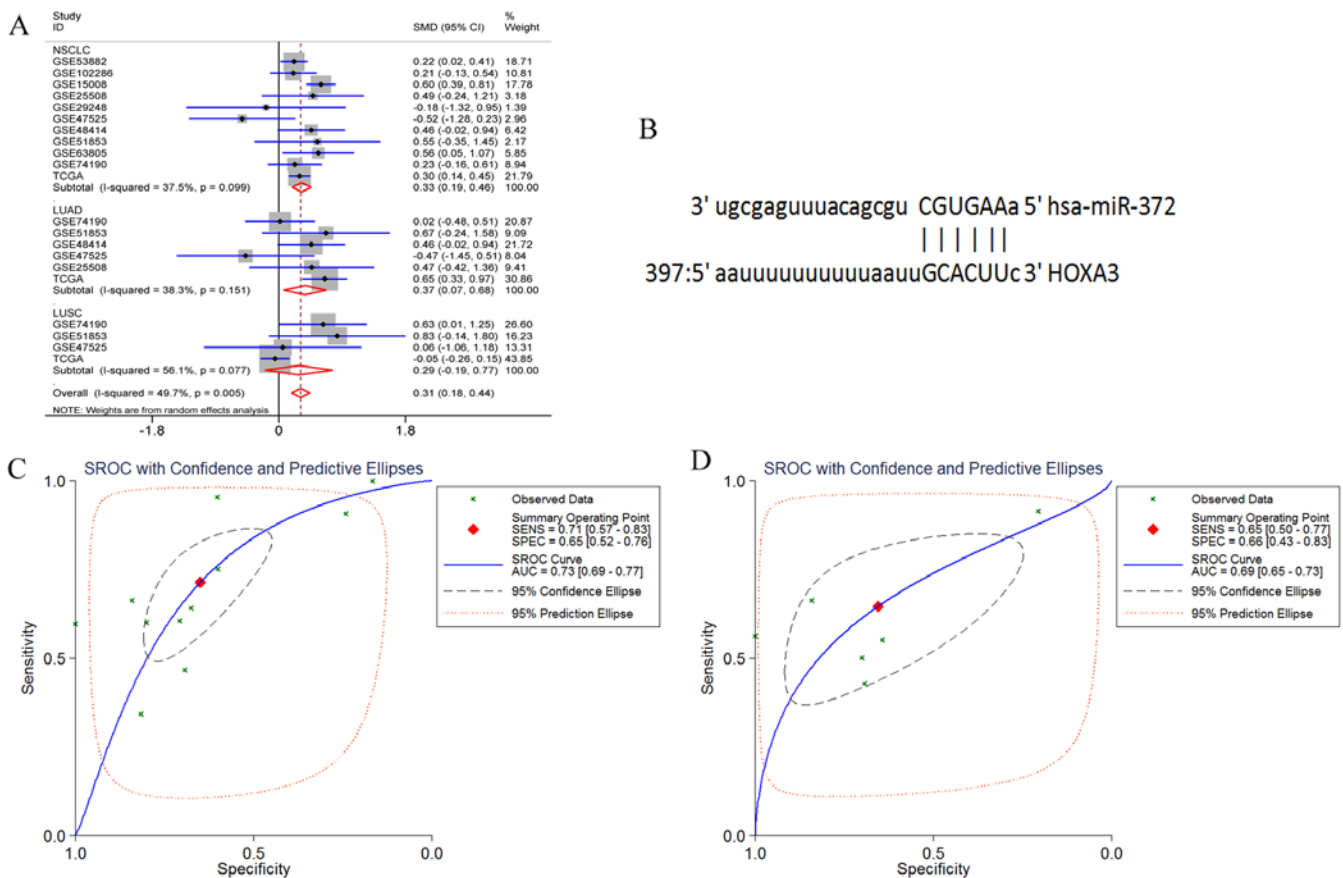 A
Study ID SMD (95% CI) % Weight
NSCLC
GSE53882 0.22 (0.02, 0.41) 18.71
GSE102286 0.21 (-0.13, 0.54) 10.81
GSE15008 0.60 (0.39, 0.81) 17.78
GSE25508 0.49 (-0.24, 1.21) 3.18
GSE29248 -0.18 (-1.32, 0.95) 1.39
GSE47525 -0.52 (-1.28, 0.23) 2.96
GSE48414 0.46 (-0.02, 0.94) 6.42
GSE51853 0.55 (-0.35, 1.45) 2.17
GSE63805 0.56 (0.05, 1.07) 5.85
GSE74190 0.23 (-0.16, 0.61) 8.94
TCGA 0.30 (0.14, 0.45) 21.79
Subtotal (I-squared = 37.5%, p = 0.099) 0.33 (0.19, 0.46) 100.00
.
LUAD
GSE74190 0.02 (-0.48, 0.51) 20.87
GSE51853 0.67 (-0.24, 1.58) 9.09
GSE48414 0.46 (-0.02, 0.94) 21.72
GSE47525 -0.47 (-1.45, 0.51) 8.04
GSE25508 0.47 (-0.42, 1.36) 9.41
TCGA 0.65 (0.33, 0.97) 30.86
Subtotal (I-squared = 38.3%, p = 0.151) 0.37 (0.07, 0.68) 100.00
.
LUSC
GSE74190 0.63 (0.01, 1.25) 26.60
GSE51853 0.83 (-0.14, 1.80) 16.23
GSE47525 0.06 (-1.06, 1.18) 13.31
TCGA -0.05 (-0.26, 0.15) 43.85
Subtotal (I-squared = 56.1%, p = 0.077) 0.29 (-0.19, 0.77) 100.00
.
Overall (I-squared = 49.7%, p = 0.005) 0.31 (0.18, 0.44)
NOTE: Weights are from random effects analysis
-1.8 0 1.8
B
3' ugcgaguuuacagcgu CGUGAAa 5' hsa-miR-372
| | | | | |
397:5' aauuuuuuuuuuaauuGCACUUc 3' HOXA3
C
SROC with Confidence and Predictive Ellipses
1.0
0.5
0.0
Sensitivity
1.0 0.5 0.0
Specificity
Observed Data
Summary Operating Point
SENS = 0.71 [0.57 - 0.83]
SPEC = 0.65 [0.52 - 0.76]
SROC Curve
AUC = 0.73 [0.69 - 0.77]
95% Confidence Ellipse
95% Prediction Ellipse
D
SROC with Confidence and Predictive Ellipses
1.0
0.5
0.0
Sensitivity
1.0 0.5 0.0
Specificity
Observed Data
Summary Operating Point
SENS = 0.65 [0.50 - 0.77]
SPEC = 0.66 [0.43 - 0.83]
SROC Curve
AUC = 0.69 [0.65 - 0.73]
95% Confidence Ellipse
95% Prediction Ellipse